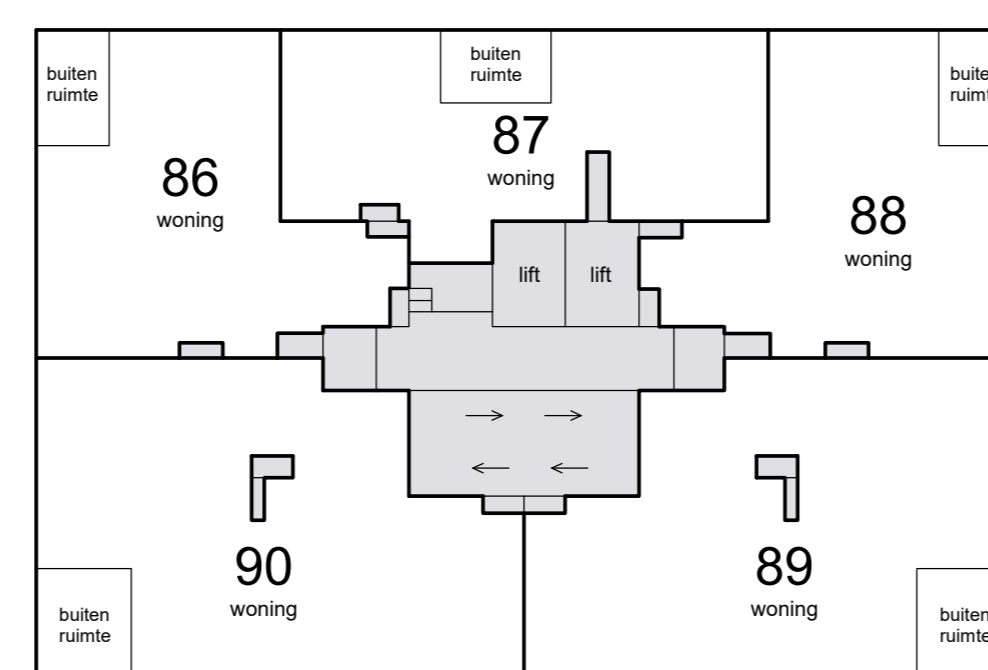 buiten
ruimte
86
woning
buiten
ruimte
87
woning
88
woning
lift
lift
90
woning
89
woning
buiten
ruimte
buiten
ruimte